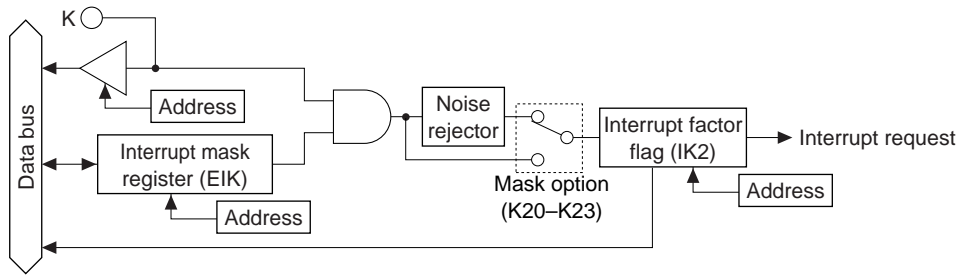 K
Data bus
Address
Interrupt mask
register (EIK)
Address
Noise
rejector
Mask option
(K20–K23)
Interrupt factor
flag (IK2)
Address
Interrupt request